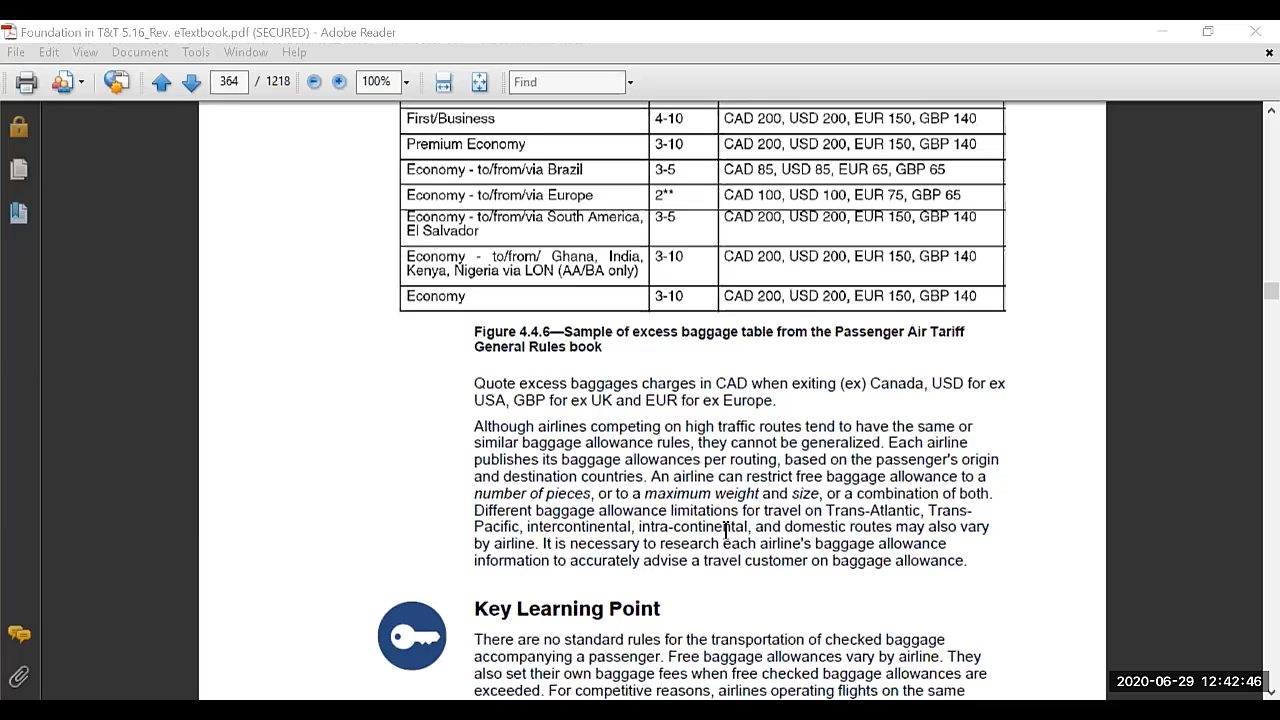 Foundation in T&T 5.16_Rev. eTextbook.pdf (SECURED) - Adobe Reader
File Edit View Document Tools Window Help
364 / 1218 100% Find
First/Business 4-10 CAD 200, USD 200, EUR 150, GBP 140
Premium Economy 3-10 CAD 200, USD 200, EUR 150, GBP 140
Economy - to/from/via Brazil 3-5 CAD 85, USD 85, EUR 65, GBP 65
Economy - to/from/via Europe 2** CAD 100, USD 100, EUR 75, GBP 65
Economy - to/from/via South America, 3-5 CAD 200, USD 200, EUR 150, GBP 140
El Salvador
Economy - to/from/ Ghana, India, 3-10 CAD 200, USD 200, EUR 150, GBP 140
Kenya, Nigeria via LON (AA/BA only)
Economy 3-10 CAD 200, USD 200, EUR 150, GBP 140
Figure 4.4.6—Sample of excess baggage table from the Passenger Air Tariff
General Rules book
Quote excess baggages charges in CAD when exiting (ex) Canada, USD for ex
USA, GBP for ex UK and EUR for ex Europe.
Although airlines competing on high traffic routes tend to have the same or
similar baggage allowance rules, they cannot be generalized. Each airline
publishes its baggage allowances per routing, based on the passenger's origin
and destination countries. An airline can restrict free baggage allowance to a
number of pieces, or to a maximum weight and size, or a combination of both.
Different baggage allowance limitations for travel on Trans-Atlantic, Trans-
Pacific, intercontinental, intra-continental, and domestic routes may also vary
by airline. It is necessary to research each airline's baggage allowance
information to accurately advise a travel customer on baggage allowance.
Key Learning Point
There are no standard rules for the transportation of checked baggage
accompanying a passenger. Free baggage allowances vary by airline. They
also set their own baggage fees when free checked baggage allowances are
exceeded. For competitive reasons, airlines operating flights on the same
2020-06-29 12:42:46